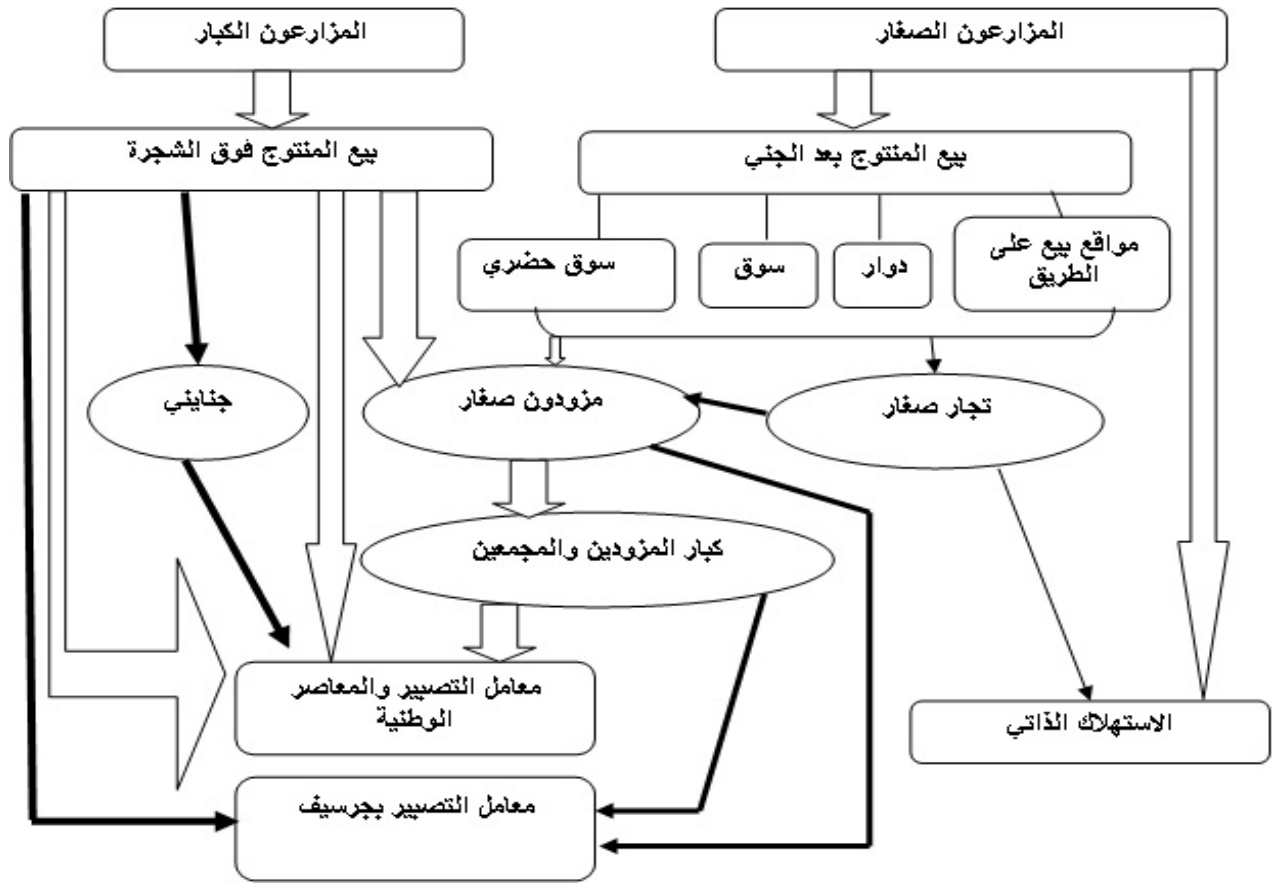 المزارعون الصغار
المزارعون الكبار
بيع المنتوج بعد الجني
بيع المنتوج فوق الشجرة
مواقع بيع على
الطريق
دوار
سوق
سوق حضري
تجار صغار
مزودون صغار
جنايني
كبار المزودين والمجمعين
معامل التصبير والمعاصر
الوطنية
الاستهلاك الذاتي
معامل التصبير بجرسيف